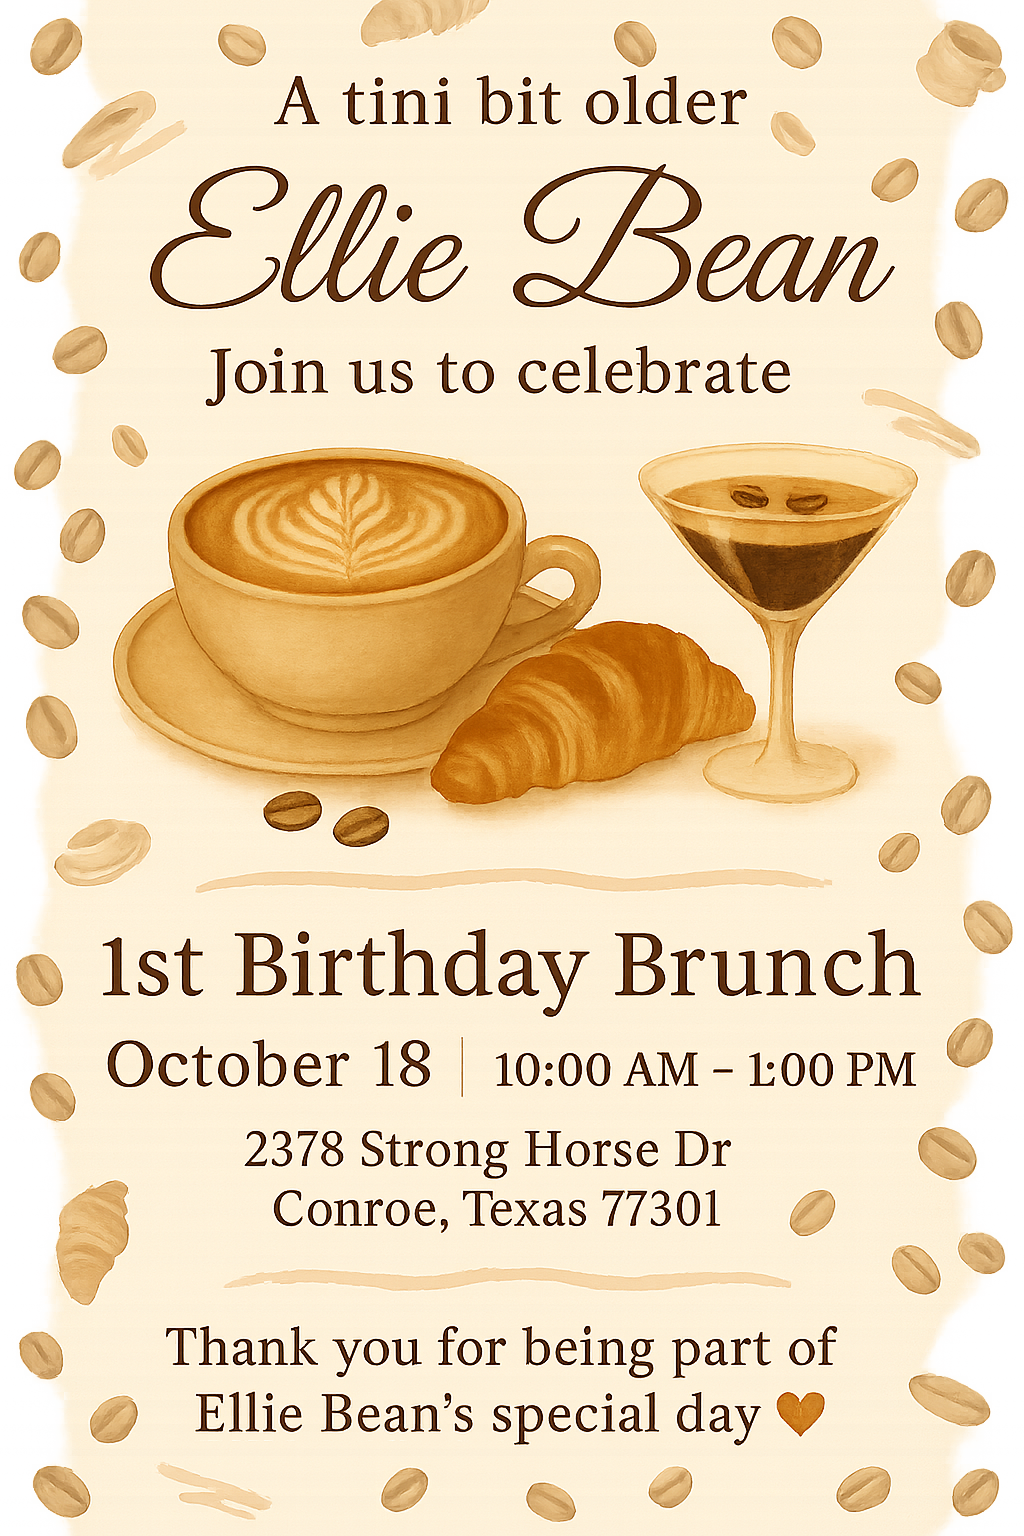 A tini bit older
Ellie Bean
Join us to celebrate
1st Birthday Brunch
October 18 | 10:00 AM – 1:00 PM
2378 Strong Horse Dr
Conroe, Texas 77301
Thank you for being part of
Ellie Bean's special day 🧡